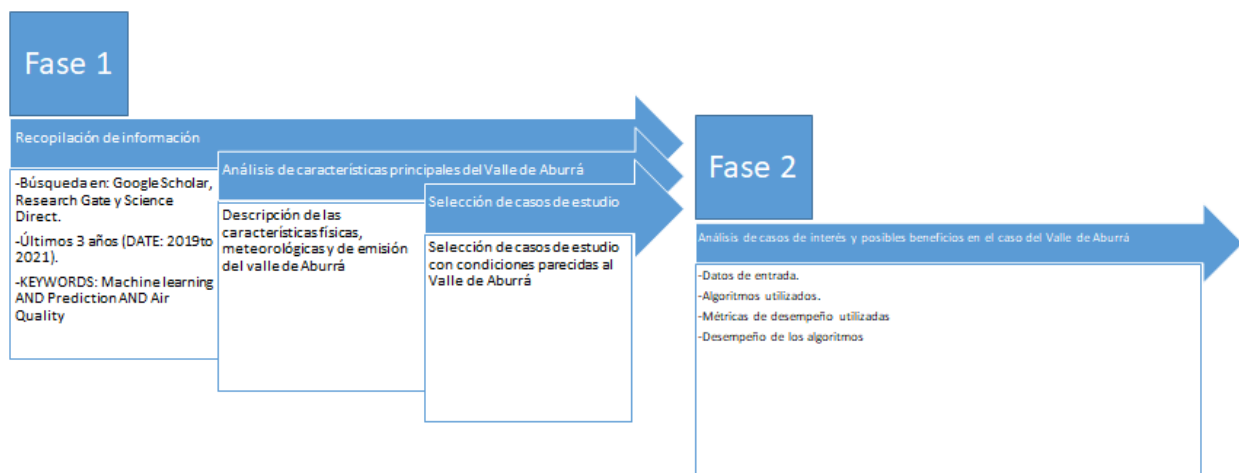 Fase 1
Recopilación de información
-Búsqueda en: Google Scholar,
Research Gate y Science
Direct.
-Últimos 3 años (DATE: 2019to
2021).
-KEYWORDS: Machine learning
AND Prediction AND Air
Quality
Análisis de características principales del Valle de Aburrá
Descripción de las
características físicas,
meteorológicas y de emisión
del valle de Aburrá
Selección de casos de estudio
Selección de casos de estudio
con condiciones parecidas al
Valle de Aburrá
Fase 2
Análisis de casos de interés y posibles beneficios en el caso del Valle de Aburrá
-Datos de entrada.
-Algoritmos utilizados.
-Métricas de desempeño utilizadas
-Desempeño de los algoritmos